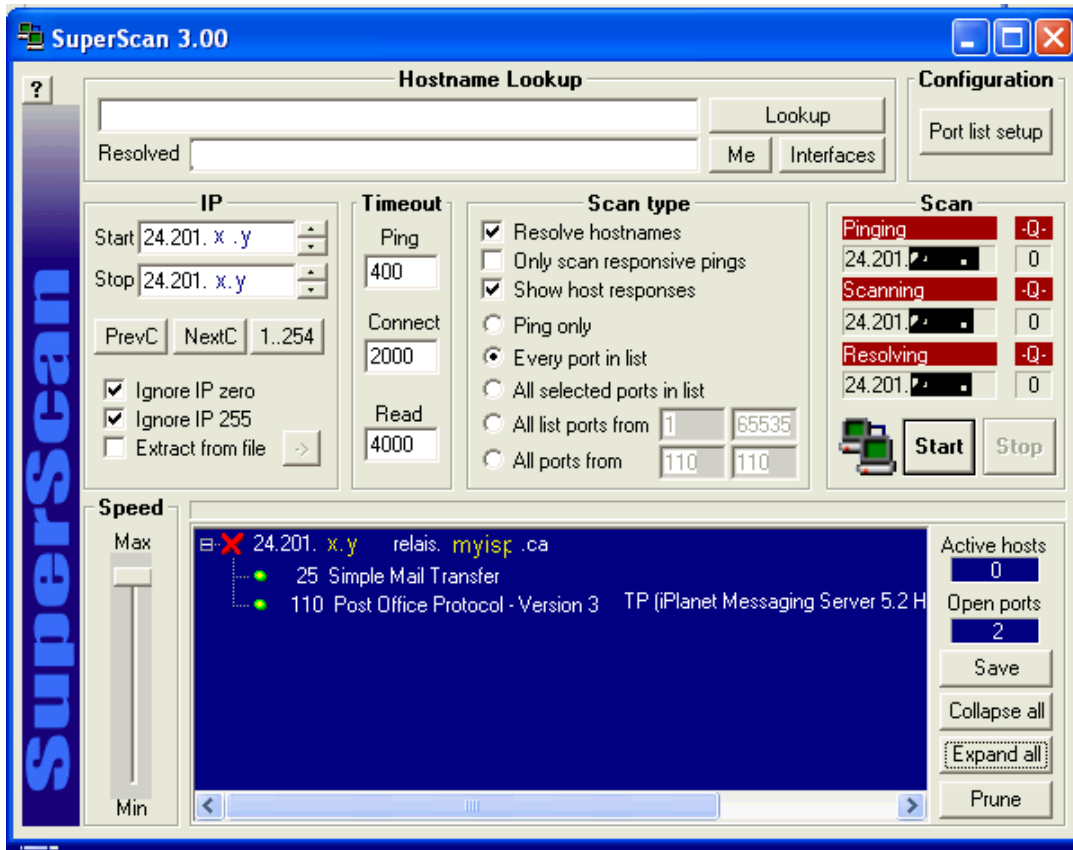 SuperScan 3.00
?
Hostname Lookup
Lookup
Resolved
Me
Interfaces
Configuration
Port list setup
SuperScan
IP
Start 24.201. x .y
Stop 24.201. x.y
PrevC NextC 1..254
Ignore IP zero
Ignore IP 255
Extract from file ->
Timeout
Ping
400
Connect
2000
Read
4000
Scan type
Resolve hostnames
Only scan responsive pings
Show host responses
Ping only
Every port in list
All selected ports in list
All list ports from 1 65535
All ports from 110 110
Scan
Pinging -Q-
24.201. 0
Scanning -Q-
24.201. 0
Resolving -Q-
24.201. 0
Start Stop
Speed
Max
Min
24.201. x.y relais. myisp .ca
25 Simple Mail Transfer
110 Post Office Protocol - Version 3 TP (iPlanet Messaging Server 5.2 H
Active hosts
0
Open ports
2
Save
Collapse all
Expand all
Prune